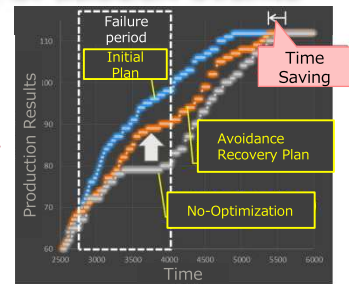 Failure
period
Initial
Plan
Time
Saving
Avoidance
Recovery Plan
No-Optimization
Production Results
110
100
90
80
70
60
2500
3000
3500
4000
4500
5000
5500
6000
Time